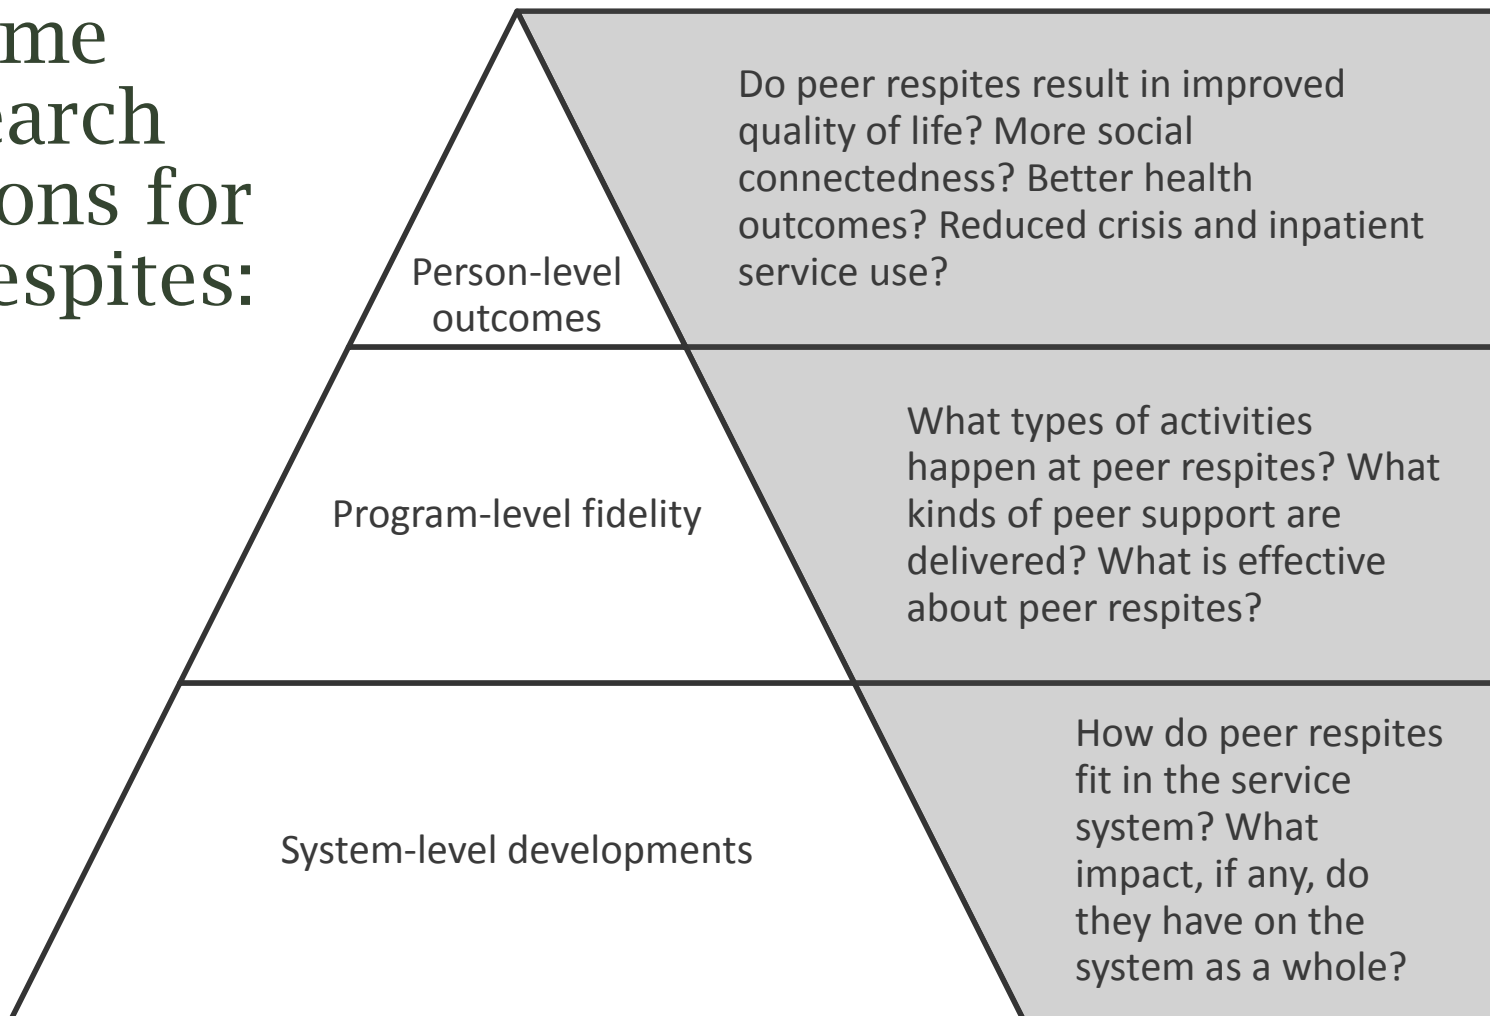 me
earch
ons for
espites:
Do peer respites result in improved
quality of life? More social
connectedness? Better health
outcomes? Reduced crisis and inpatient
service use?
Person-level
outcomes
What types of activities
happen at peer respites? What
kinds of peer support are
delivered? What is effective
about peer respites?
Program-level fidelity
How do peer respites
fit in the service
system? What
impact, if any, do
they have on the
system as a whole?
System-level developments